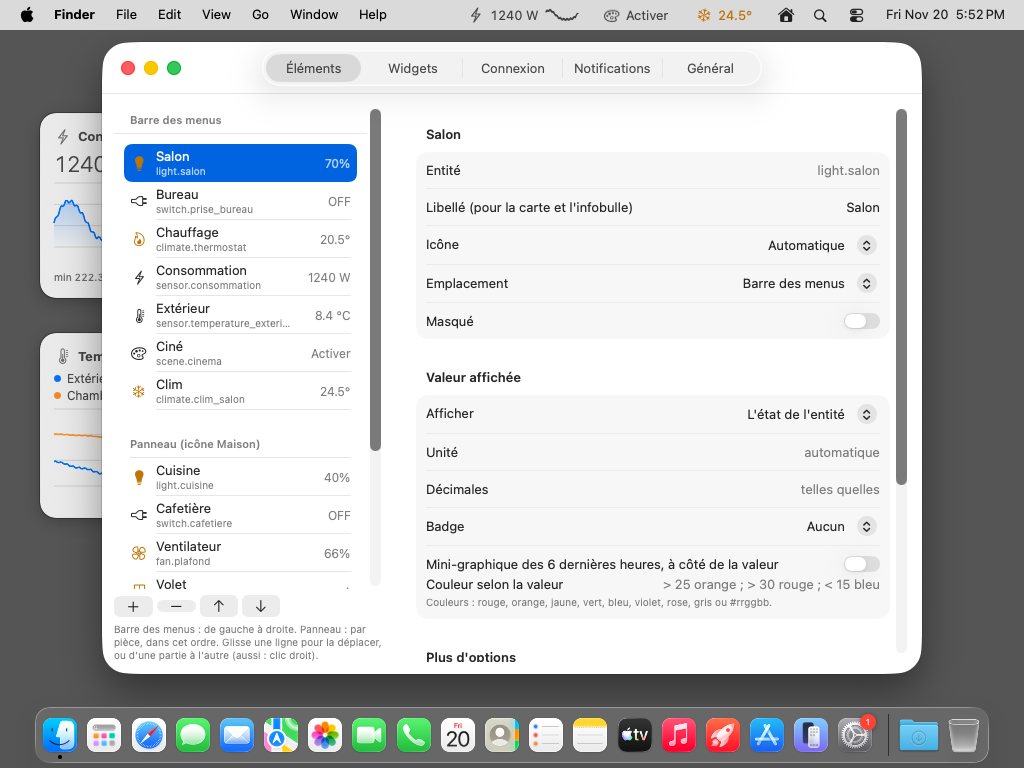 Finder File Edit View Go Window Help 1240 W Activer 24.5° Fri Nov 20 5:52 PM
Éléments Widgets Connexion Notifications Général
Con
1240
min 222.3
Tem
Extérie
Cham
Barre des menus
Salon
light.salon
70%
Bureau
switch.prise_bureau
OFF
Chauffage
climate.thermostat
20.5°
Consommation
sensor.consommation
1240 W
Extérieur
sensor.temperature_exteri...
8.4 °C
Ciné
scene.cinema
Activer
Clim
climate.clim_salon
24.5°
Panneau (icône Maison)
Cuisine
light.cuisine
40%
Cafetière
switch.cafetiere
OFF
Ventilateur
fan.plafond
66%
Volet
Barre des menus : de gauche à droite. Panneau : par
pièce, dans cet ordre. Glisse une ligne pour la déplacer,
ou d'une partie à l'autre (aussi : clic droit).
Salon
Entité light.salon
Libellé (pour la carte et l'infobulle) Salon
Icône Automatique
Emplacement Barre des menus
Masqué
Valeur affichée
Afficher L'état de l'entité
Unité automatique
Décimales telles quelles
Badge Aucun
Mini-graphique des 6 dernières heures, à côté de la valeur
Couleur selon la valeur > 25 orange ; > 30 rouge ; < 15 bleu
Couleurs : rouge, orange, jaune, vert, bleu, violet, rose, gris ou #rrggbb.
Plus d'options
Fri
20
tv
1